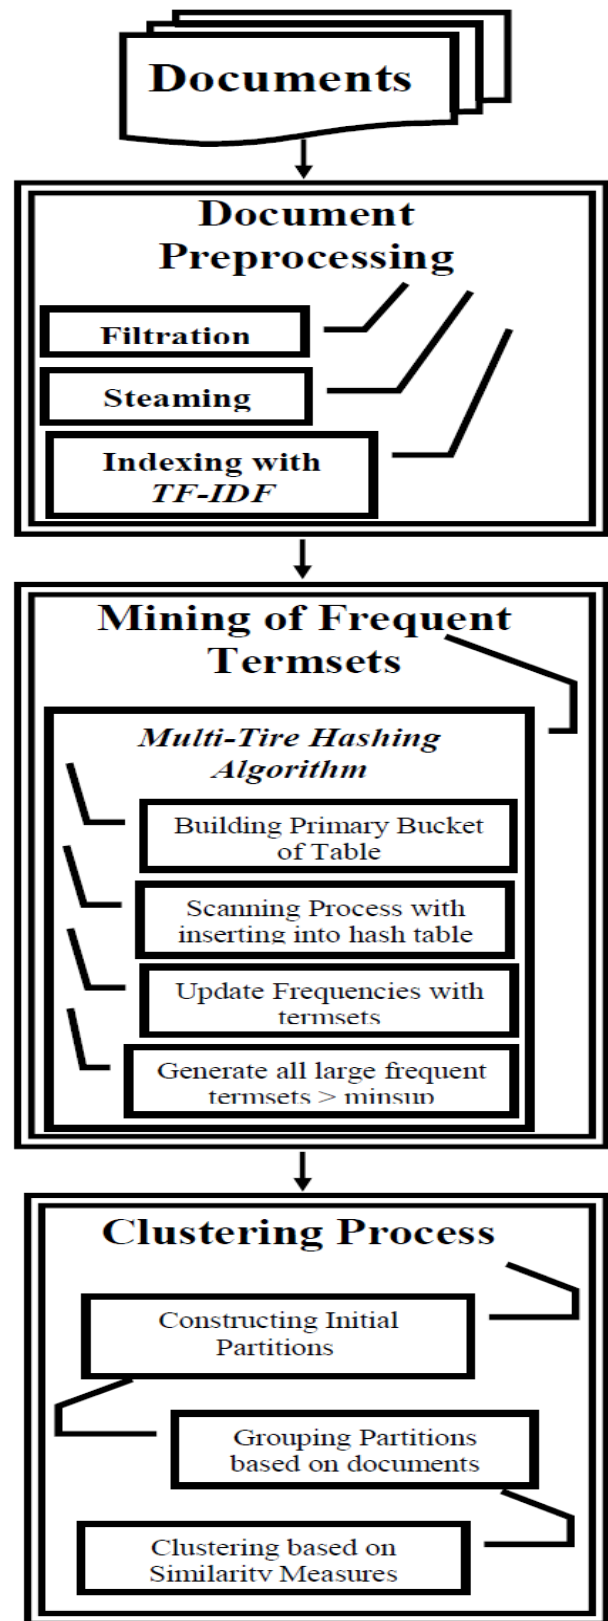 Documents
Document
Preprocessing
Filtration
Steaming
Indexing with
TF-IDF
Mining of Frequent
Termsets
Multi-Tire Hashing
Algorithm
Building Primary Bucket
of Table
Scanning Process with
inserting into hash table
Update Frequencies with
termsets
Generate all large frequent
termsets > minsup
Clustering Process
Constructing Initial
Partitions
Grouping Partitions
based on documents
Clustering based on
Similarity Measures